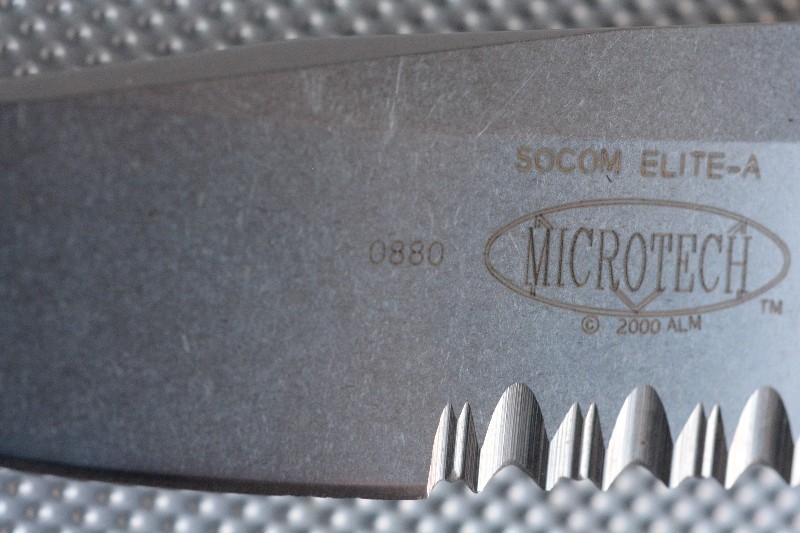 SOCOM ELITE-A
0880
MICROTECH
TM
© 2000 ALM